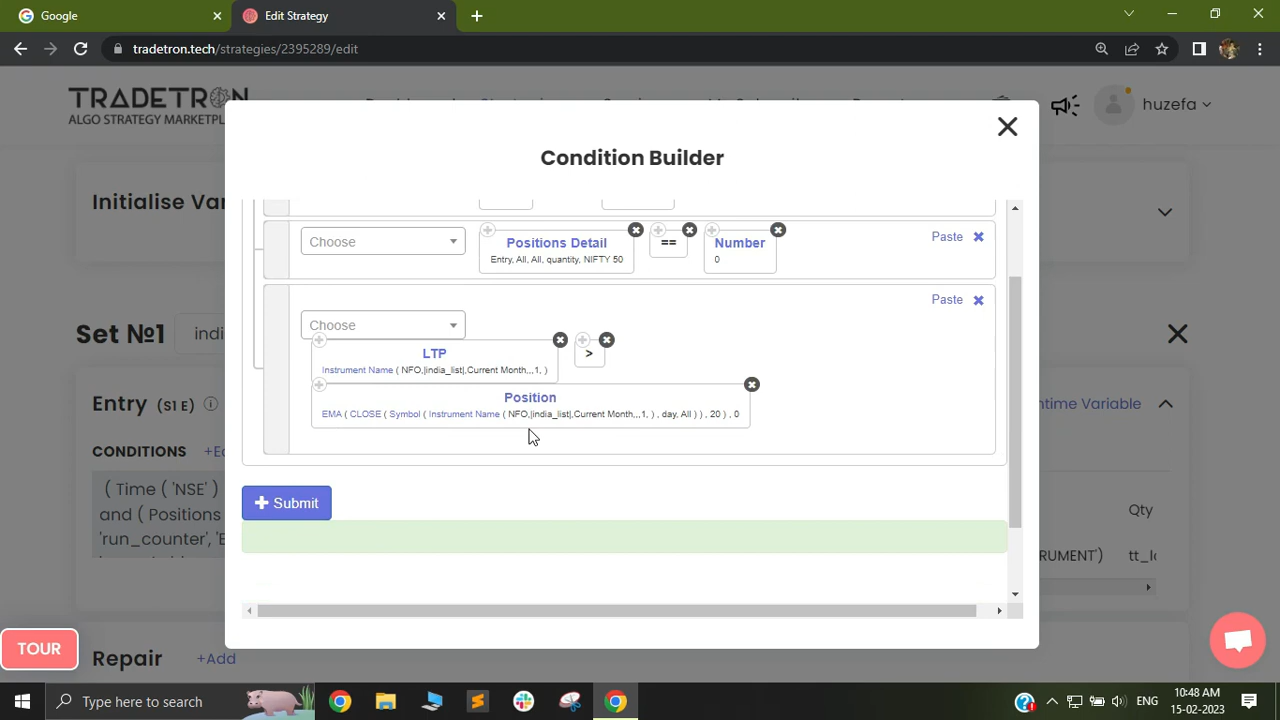 Google
Edit Strategy
tradetron.tech/strategies/2395289/edit
TRADETRON
ALGO STRATEGY MARKETPLA
huzefa
Condition Builder
Initialise Va
Choose
Positions Detail
Entry, All, All, quantity, NIFTY 50
==
Number
0
Paste
Paste
Choose
LTP
Instrument Name ( NFO,|india_list|,Current Month,,,1, )
>
Position
EMA ( CLOSE ( Symbol ( Instrument Name ( NFO,|india_list|,Current Month,,,1, ) , day, All ) ) , 20 ) , 0
Set №1
indi
Entry (S1 E)
ntime Variable
CONDITIONS
( Time ( 'NSE' )
and ( Positions
'run_counter', 'E
Qty
RUMENT')
Submit
TOUR
Repair +Add
Type here to search
ENG
10:48 AM
15-02-2023